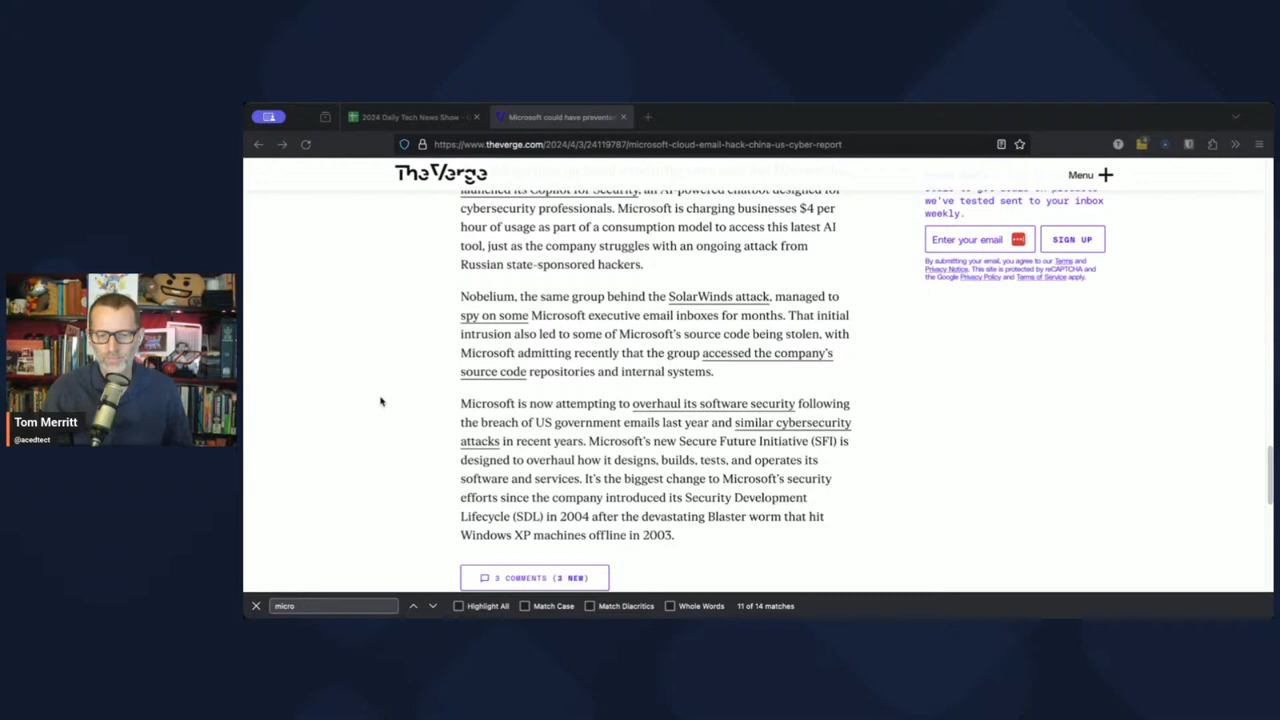 2024 Daily Tech News Show -
Microsoft could have prevente
https://www.theverge.com/2024/4/3/24119787/microsoft-cloud-email-hack-china-us-cyber-report
TheVerge
Menu
launched its Copilot for Security, an AI-powered chatbot designed for
cybersecurity professionals. Microsoft is charging businesses $4 per
hour of usage as part of a consumption model to access this latest AI
tool, just as the company struggles with an ongoing attack from
Russian state-sponsored hackers.
Nobelium, the same group behind the SolarWinds attack, managed to
spy on some Microsoft executive email inboxes for months. That initial
intrusion also led to some of Microsoft’s source code being stolen, with
Microsoft admitting recently that the group accessed the company’s
source code repositories and internal systems.
Microsoft is now attempting to overhaul its software security following
the breach of US government emails last year and similar cybersecurity
attacks in recent years. Microsoft’s new Secure Future Initiative (SFI) is
designed to overhaul how it designs, builds, tests, and operates its
software and services. It’s the biggest change to Microsoft’s security
efforts since the company introduced its Security Development
Lifecycle (SDL) in 2004 after the devastating Blaster worm that hit
Windows XP machines offline in 2003.
3 COMMENTS (3 NEW)
we've tested sent to your inbox
weekly.
Enter your email
SIGN UP
By submitting your email, you agree to our Terms and
Privacy Notice. This site is protected by reCAPTCHA and
the Google Privacy Policy and Terms of Service apply.
micro
Highlight All
Match Case
Match Diacritics
Whole Words
11 of 14 matches
Tom Merritt
@acedtect